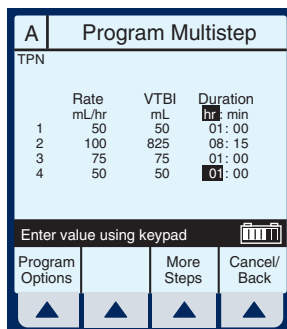 A Program Multistep
TPN
Rate VTBI Duration
mL/hr mL hr: min
1 50 50 01: 00
2 100 825 08: 15
3 75 75 01: 00
4 50 50 01: 00
Enter value using keypad
Program More Cancel/
Options Steps Back